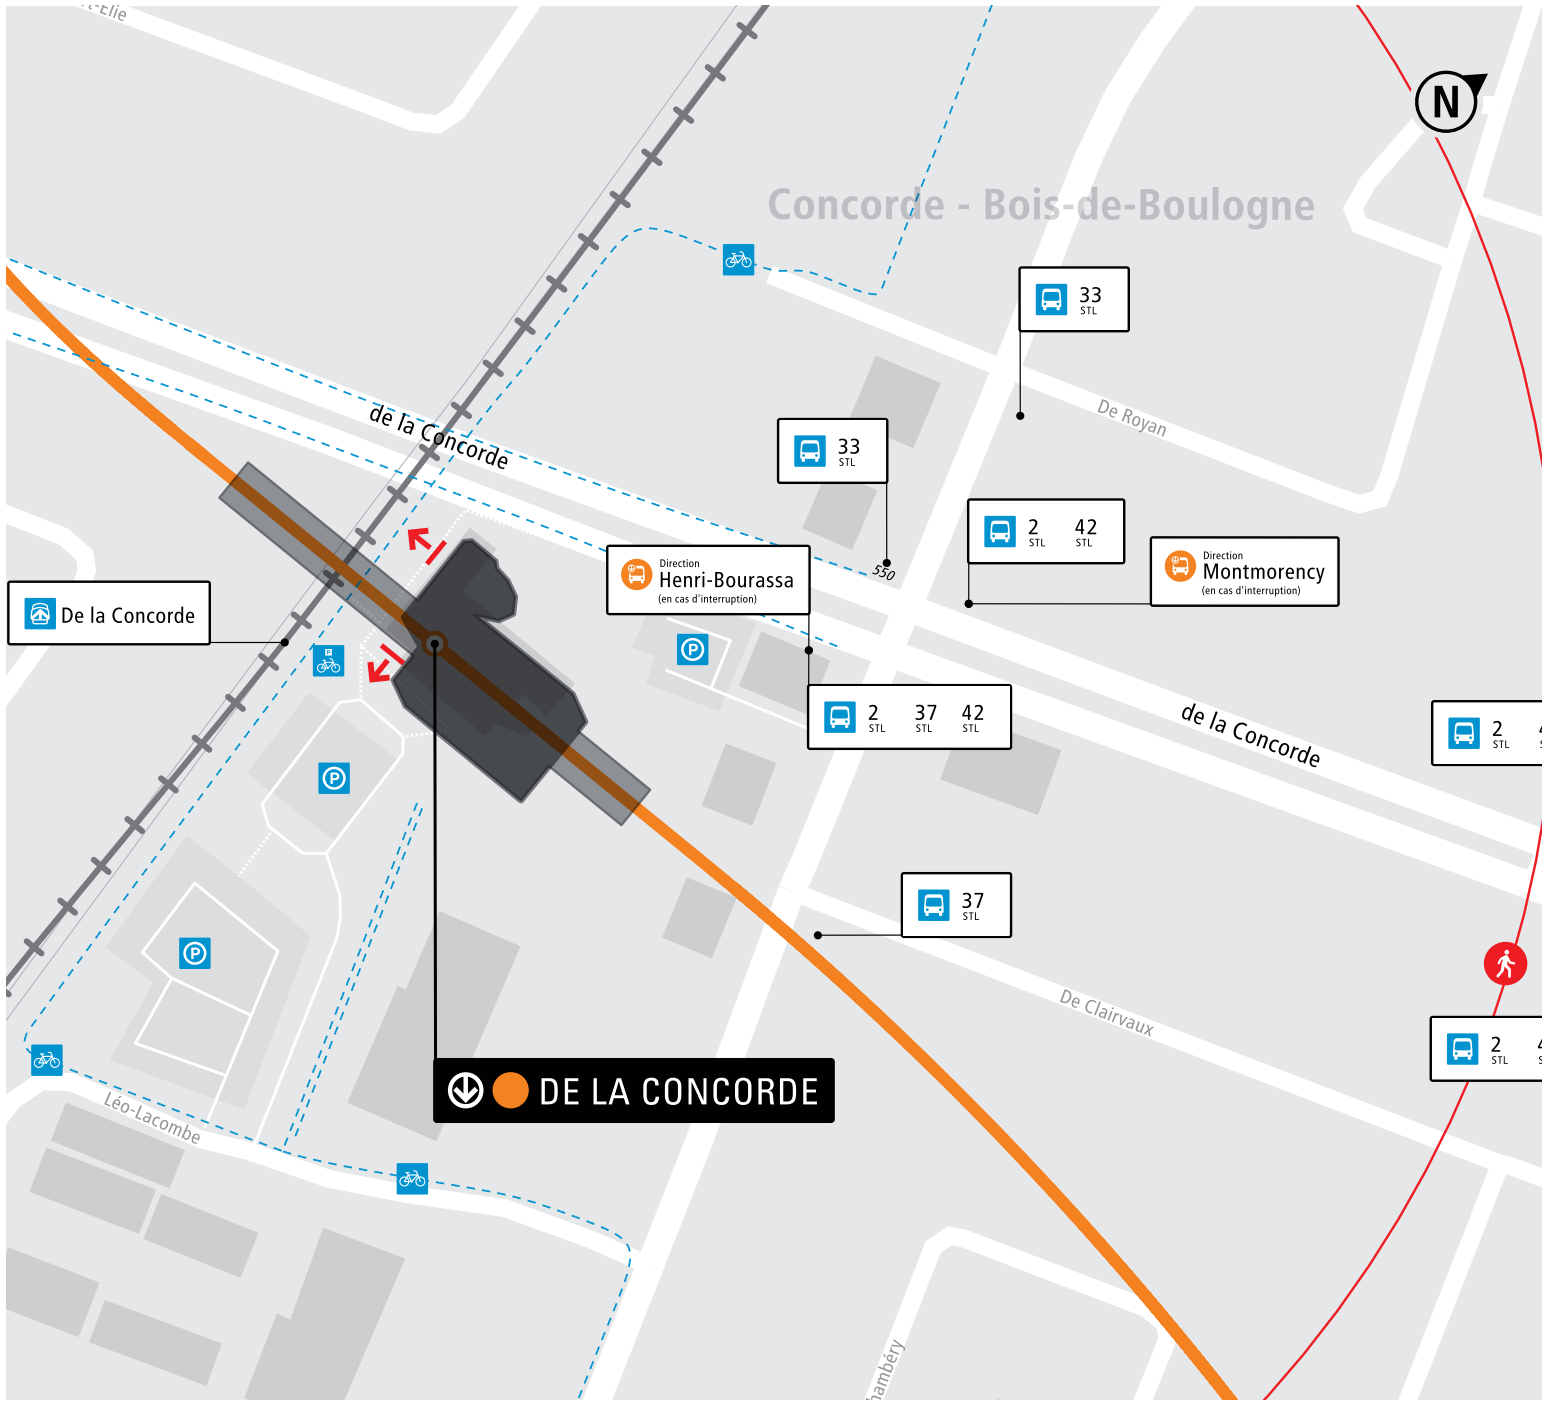 t-Elie
N
Concorde - Bois-de-Boulogne
33
STL
De Royan
de la Concorde
33
STL
2 42
STL STL
Direction
Montmorency
(en cas d'interruption)
550
Direction
Henri-Bourassa
(en cas d'interruption)
De la Concorde
P
P
2 37 42
STL STL STL
de la Concorde
2
STL
P
37
STL
P
De Clairvaux
2
STL
DE LA CONCORDE
Léo-Lacombe
hambéry